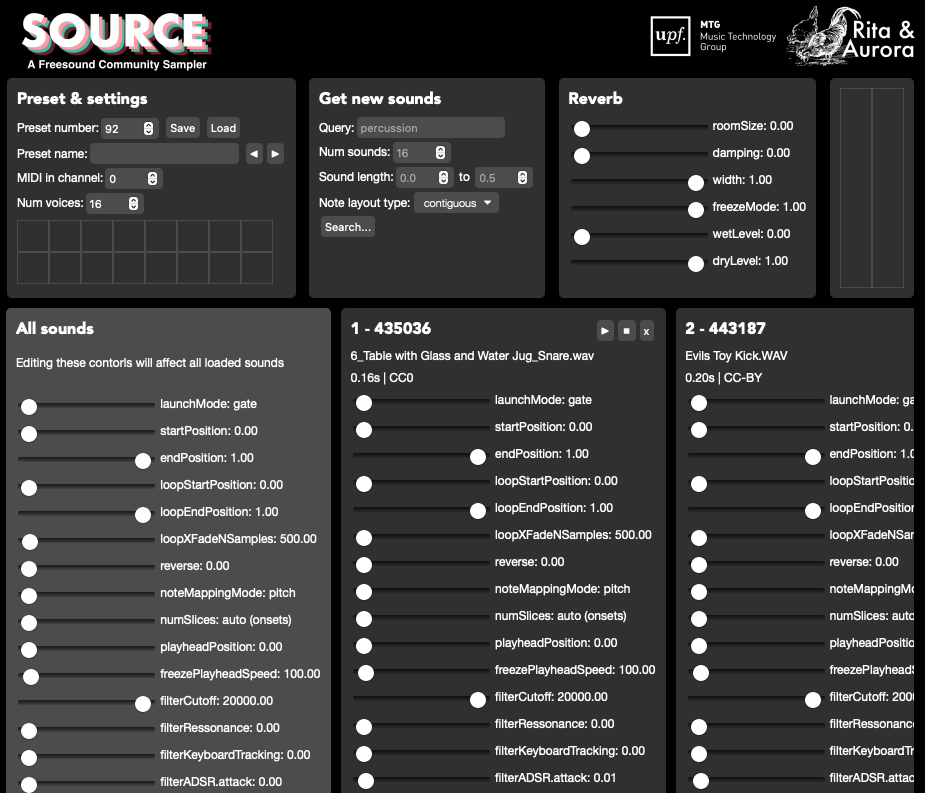 SOURCE
A Freesound Community Sampler
upf. MTG
Music Technology
Group
Rita &
Aurora
Preset & settings
Preset number: 92 Save Load
Preset name:
MIDI in channel: 0
Num voices: 16
Get new sounds
Query: percussion
Num sounds: 16
Sound length: 0.0 to 0.5
Note layout type: contiguous
Search...
Reverb
roomSize: 0.00
damping: 0.00
width: 1.00
freezeMode: 1.00
wetLevel: 0.00
dryLevel: 1.00
All sounds
Editing these contorls will affect all loaded sounds
launchMode: gate
startPosition: 0.00
endPosition: 1.00
loopStartPosition: 0.00
loopEndPosition: 1.00
loopXFadeNSamples: 500.00
reverse: 0.00
noteMappingMode: pitch
numSlices: auto (onsets)
playheadPosition: 0.00
freezePlayheadSpeed: 100.00
filterCutoff: 20000.00
filterRessonance: 0.00
filterKeyboardTracking: 0.00
filterADSR.attack: 0.00
1 - 435036
x
6_Table with Glass and Water Jug_Snare.wav
0.16s | CC0
launchMode: gate
startPosition: 0.00
endPosition: 1.00
loopStartPosition: 0.00
loopEndPosition: 1.00
loopXFadeNSamples: 500.00
reverse: 0.00
noteMappingMode: pitch
numSlices: auto (onsets)
playheadPosition: 0.00
freezePlayheadSpeed: 100.00
filterCutoff: 20000.00
filterRessonance: 0.00
filterKeyboardTracking: 0.00
filterADSR.attack: 0.01
2 - 443187
Evils Toy Kick.WAV
0.20s | CC-BY
launchMode: ga
startPosition: 0.
endPosition: 1.0
loopStartPositio
loopEndPosition
loopXFadeNSar
reverse: 0.00
noteMappingMo
numSlices: auto
playheadPositio
freezePlayheadS
filterCutoff: 200
filterRessonance
filterKeyboardTr
filterADSR.attac